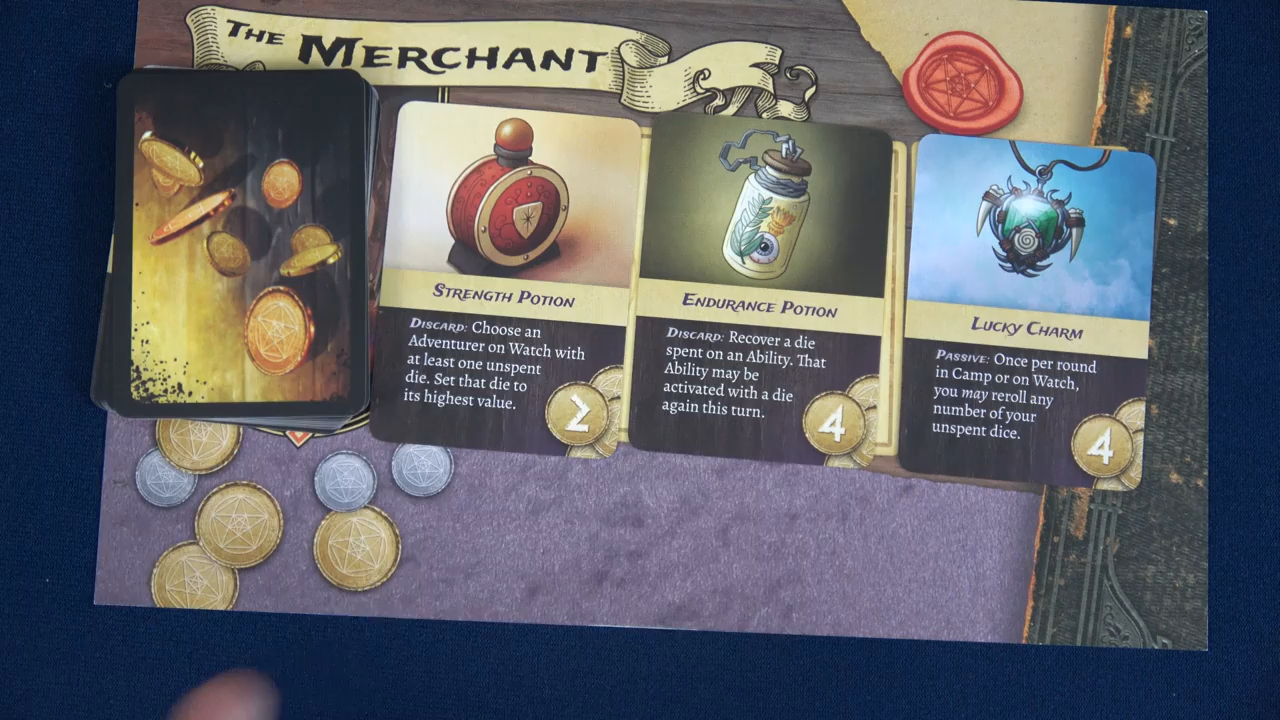 THE MERCHANT
STRENGTH POTION
DISCARD: Choose an
Adventurer on Watch with
at least one unspent
die. Set that die to
its highest value.
2
ENDURANCE POTION
DISCARD: Recover a die
spent on an Ability. That
Ability may be
activated with a die
again this turn.
4
LUCKY CHARM
PASSIVE: Once per round
in Camp or on Watch,
you may reroll any
number of your
unspent dice.
4